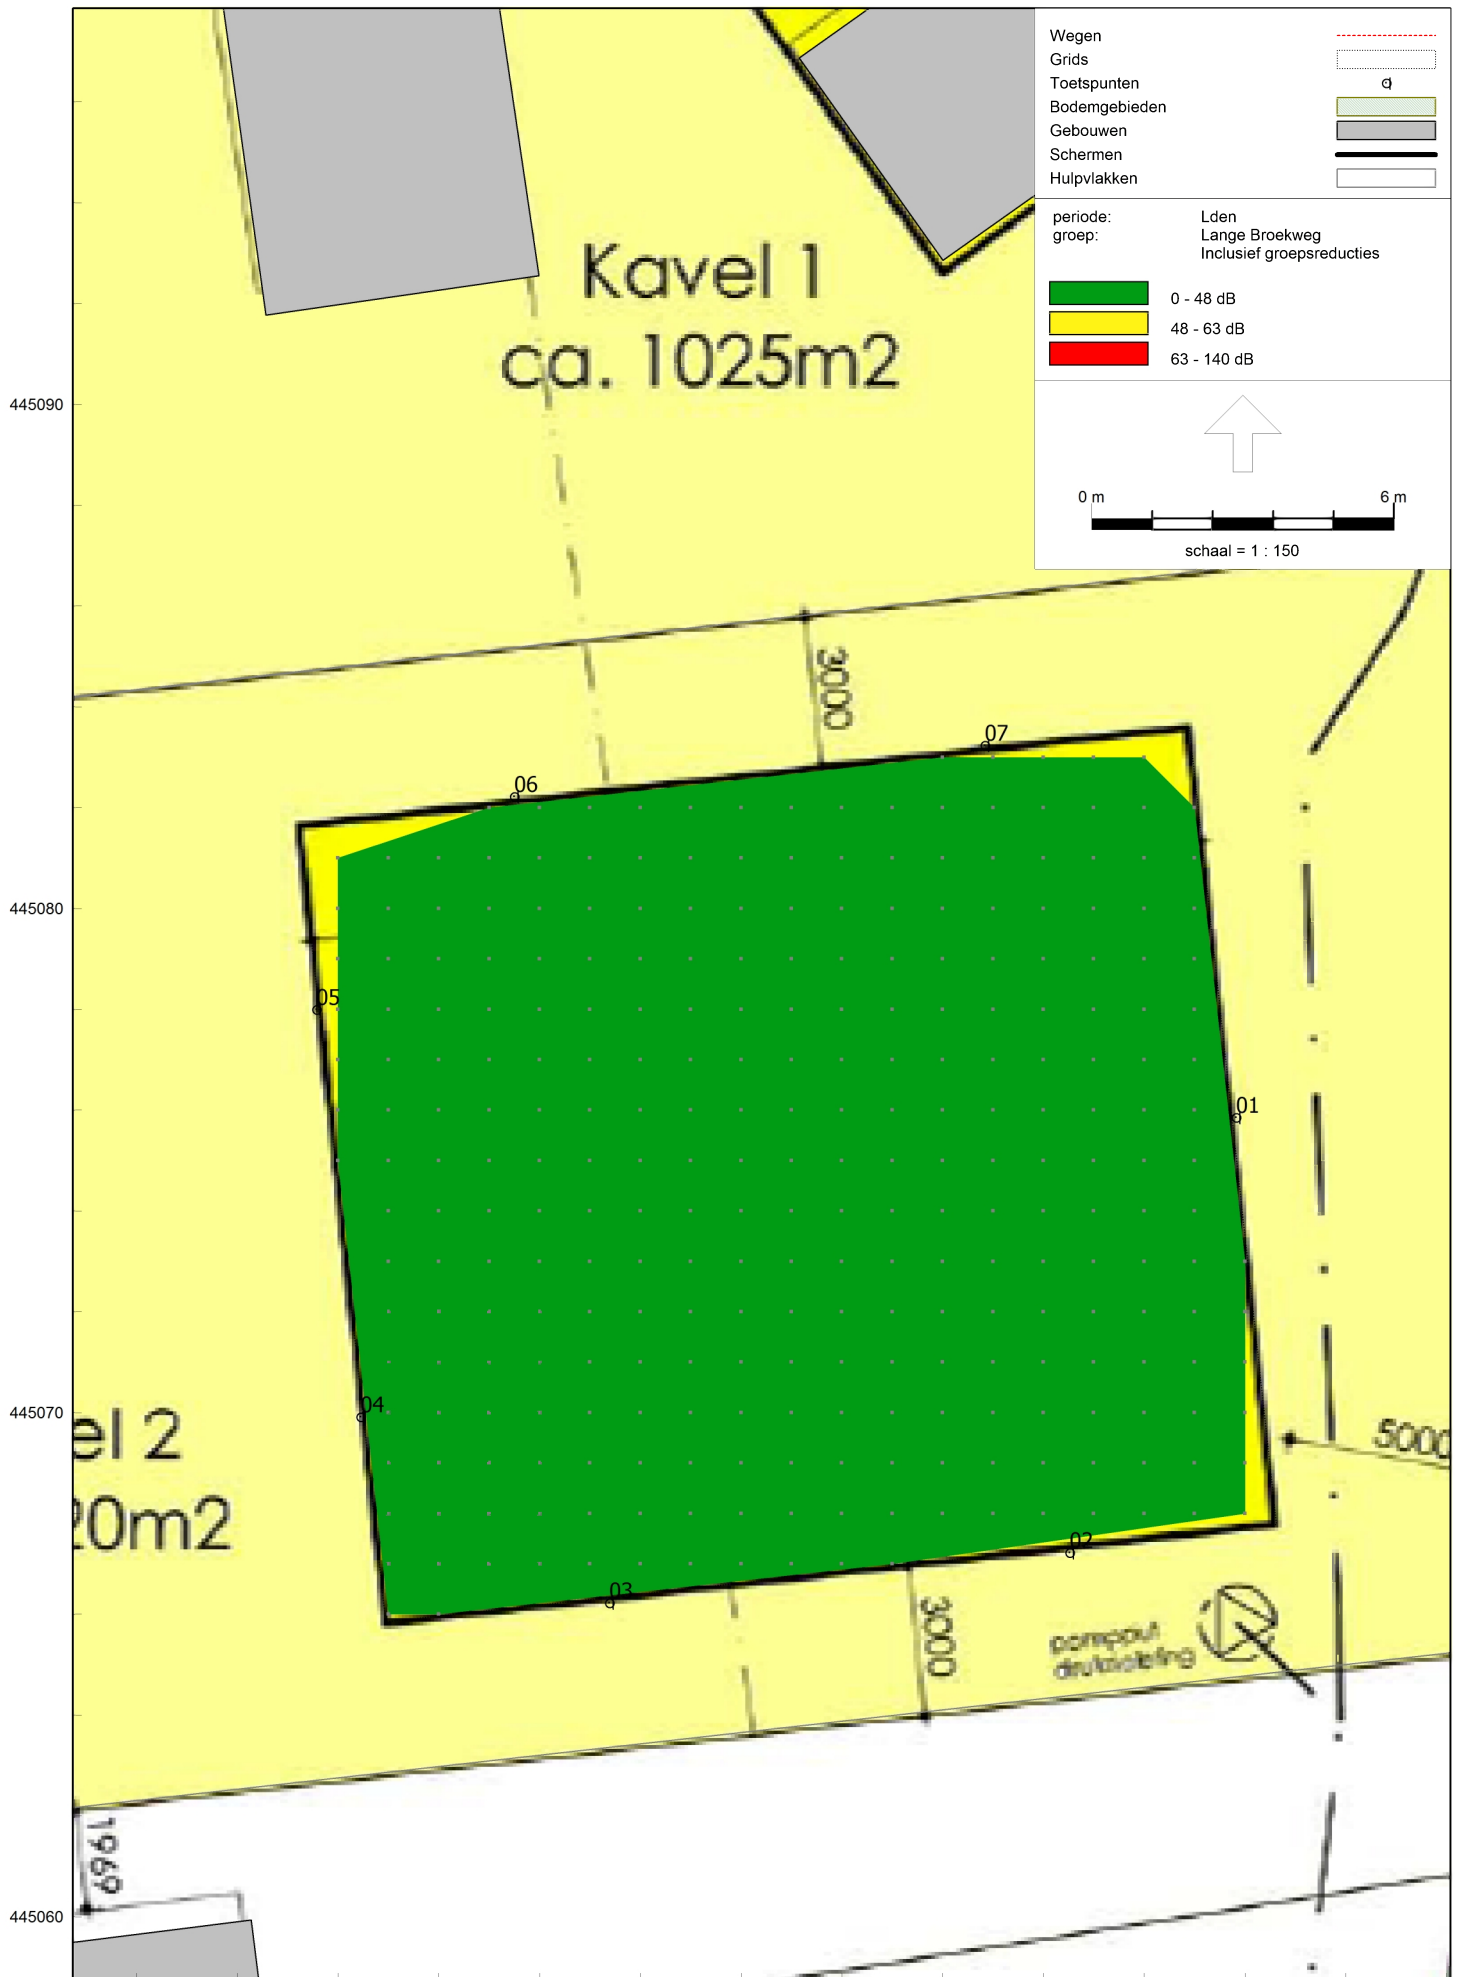 Wegen
Grids
Toetspunten
Bodemgebieden
Gebouwen
Schermen
Hulpvlakken
periode: Lden
groep: Lange Broekweg
Inclusief groepsreducties
0 - 48 dB
48 - 63 dB
63 - 140 dB
0 m 6 m
schaal = 1 : 150
Kavel 1
ca. 1025m2
445090
3000
07
06
445080
05
01
04
445070
el 2
5000
20m2
02
03
3000
1969
445060